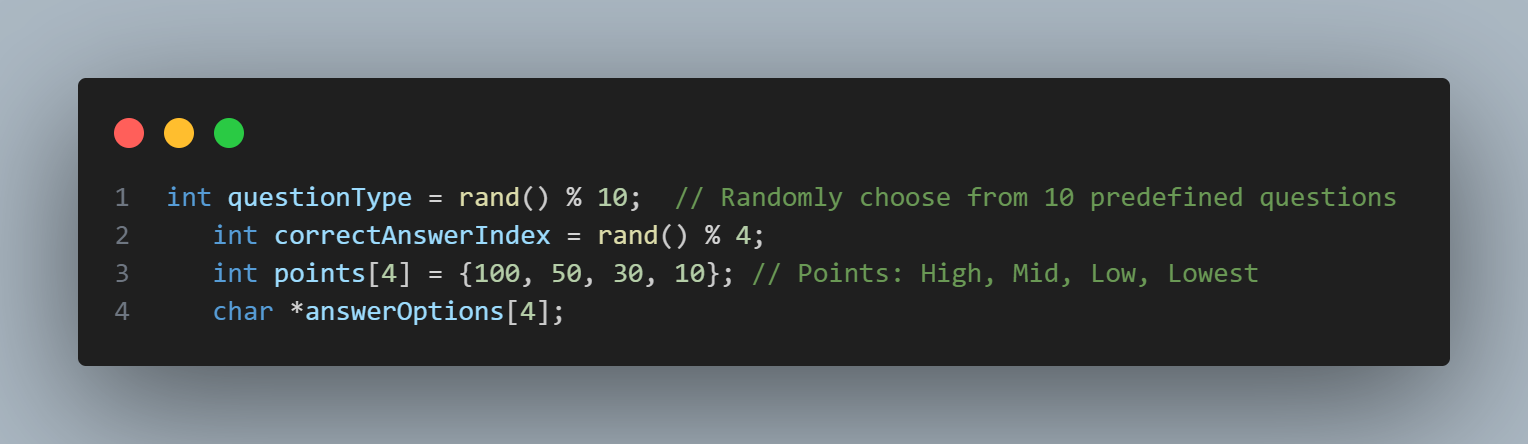 1 int questionType = rand() % 10;  // Randomly choose from 10 predefined questions
2    int correctAnswerIndex = rand() % 4;
3    int points[4] = {100, 50, 30, 10}; // Points: High, Mid, Low, Lowest
4    char *answerOptions[4];